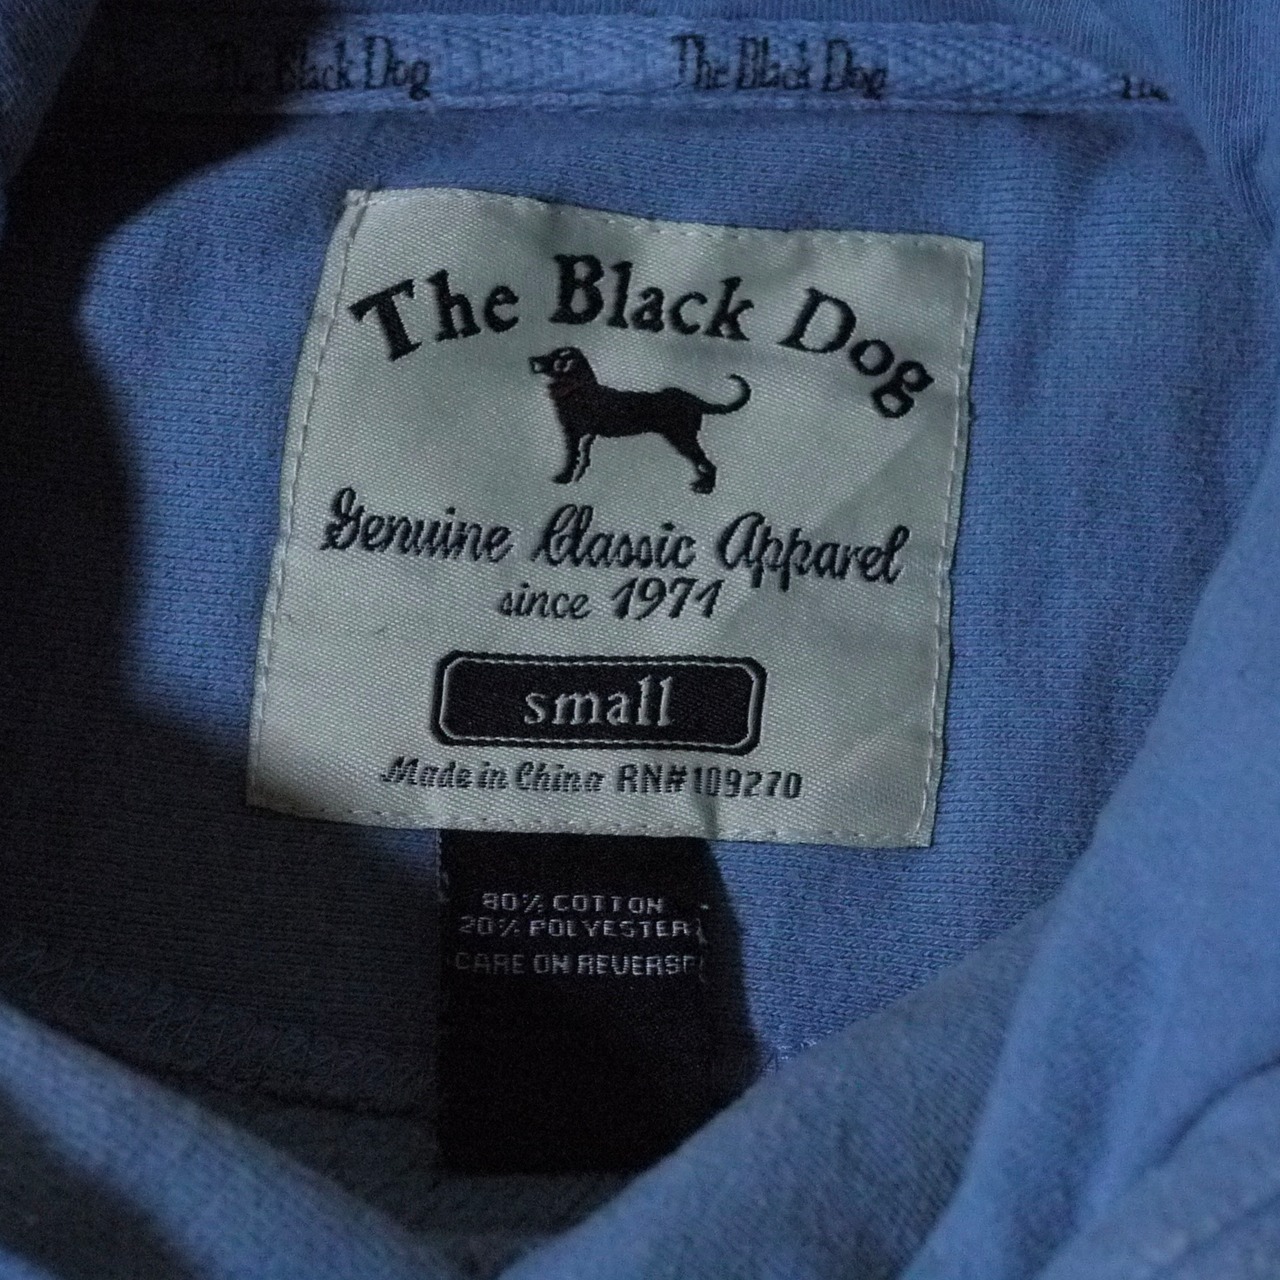 The Black Dog The Black Dog
The Black Dog
Genuine Classic Apparel
since 1971
small
Made in China RN#109270
80% COTTON
20% POLYESTER
CARE ON REVERSE